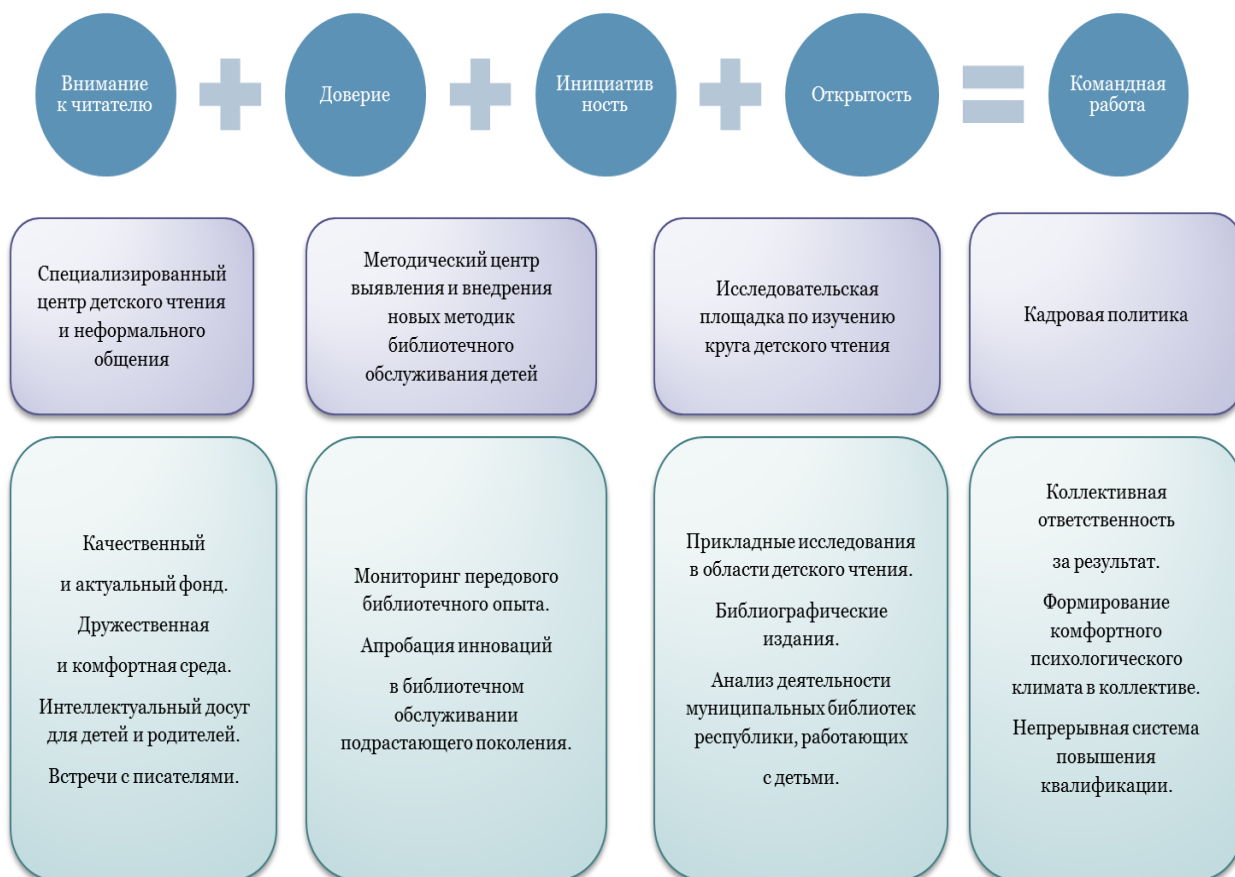 Внимание
к читателю
Доверие
Инициатив
ность
Открытость
Командная
работа
Специализированный
центр детского чтения
и неформального
общения
Методический центр
выявления и внедрения
новых методик
библиотечного
обслуживания детей
Исследовательская
площадка по изучению
круга детского чтения
Кадровая политика
Качественный
и актуальный фонд.
Дружественная
и комфортная среда.
Интеллектуальный досуг
для детей и родителей.
Встречи с писателями.
Мониторинг передового
библиотечного опыта.
Апробация инноваций
в библиотечном
обслуживании
подрастающего поколения.
Прикладные исследования
в области детского чтения.
Библиографические
издания.
Анализ деятельности
муниципальных библиотек
республики, работающих
с детьми.
Коллективная
ответственность
за результат.
Формирование
комфортного
психологического
климата в коллективе.
Непрерывная система
повышения
квалификации.